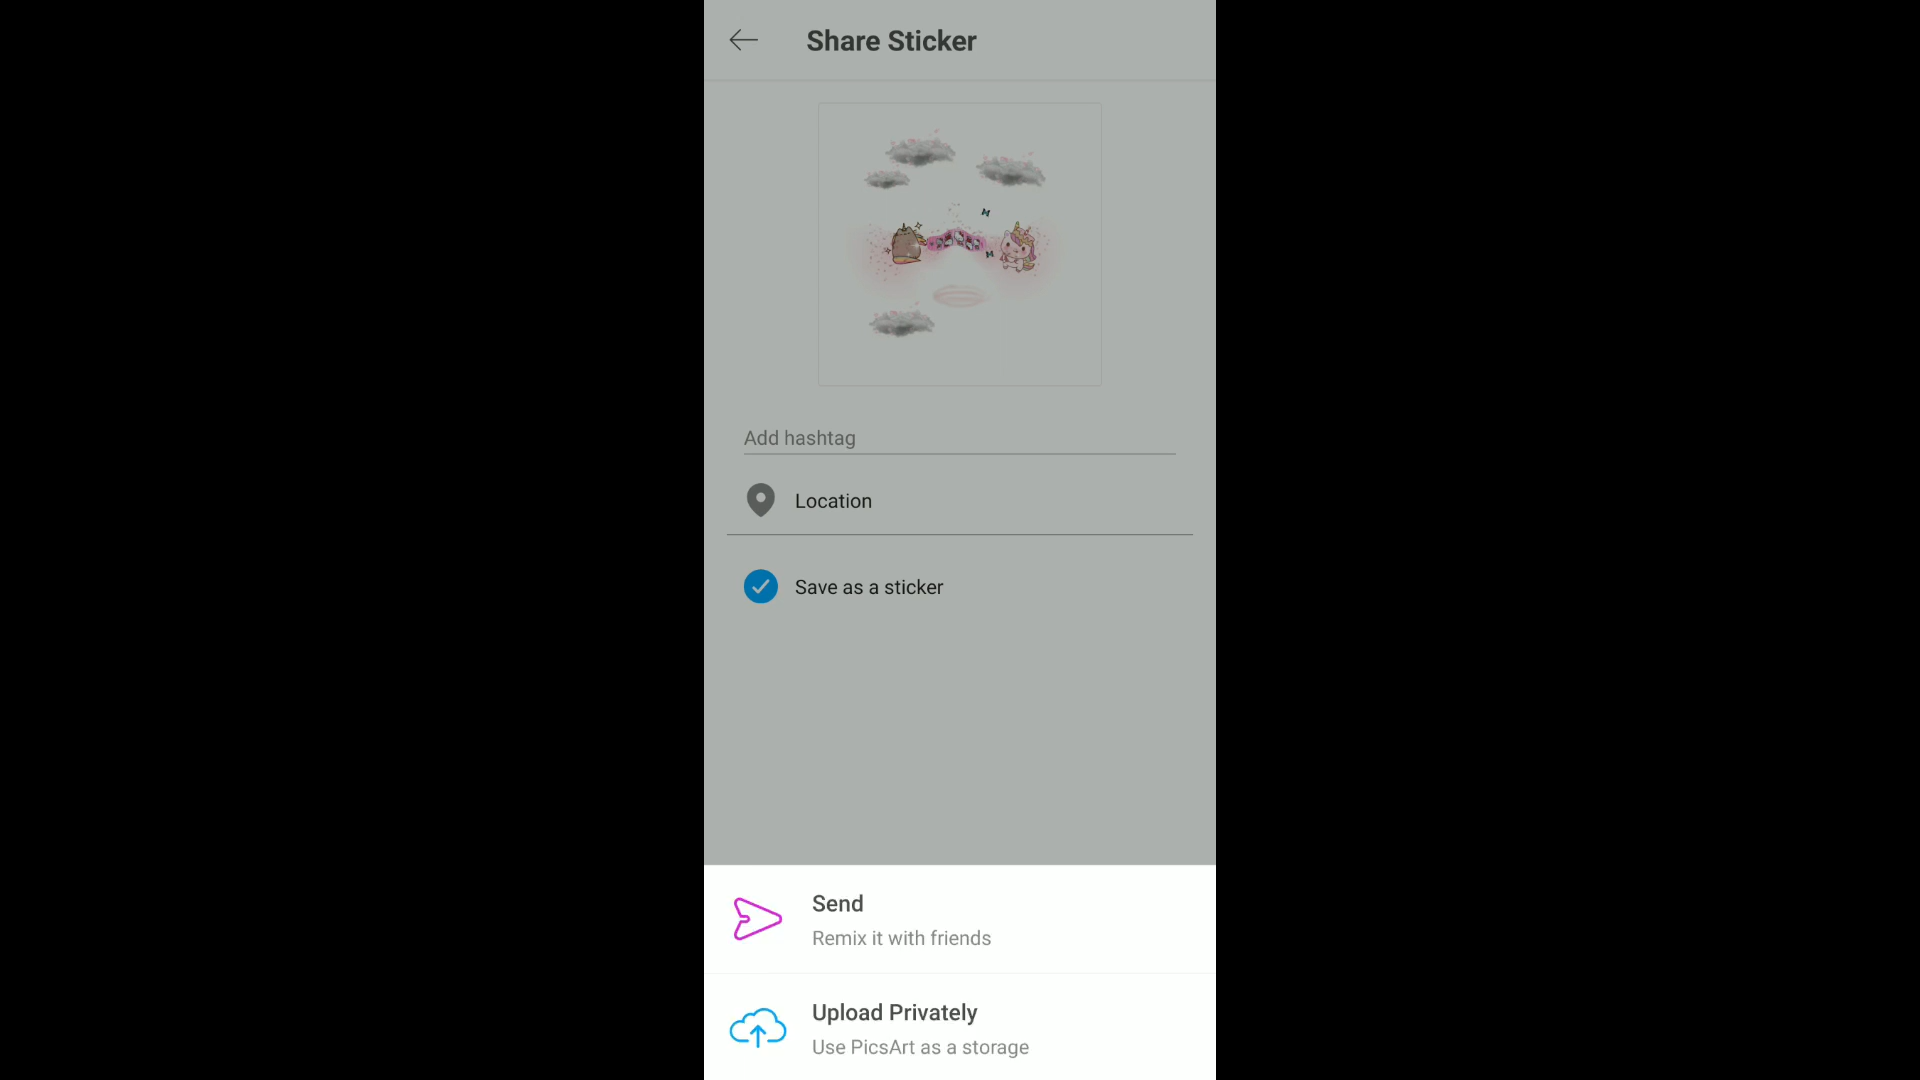 Share Sticker
Add hashtag
Location
Save as a sticker
Send
Remix it with friends
Upload Privately
Use PicsArt as a storage